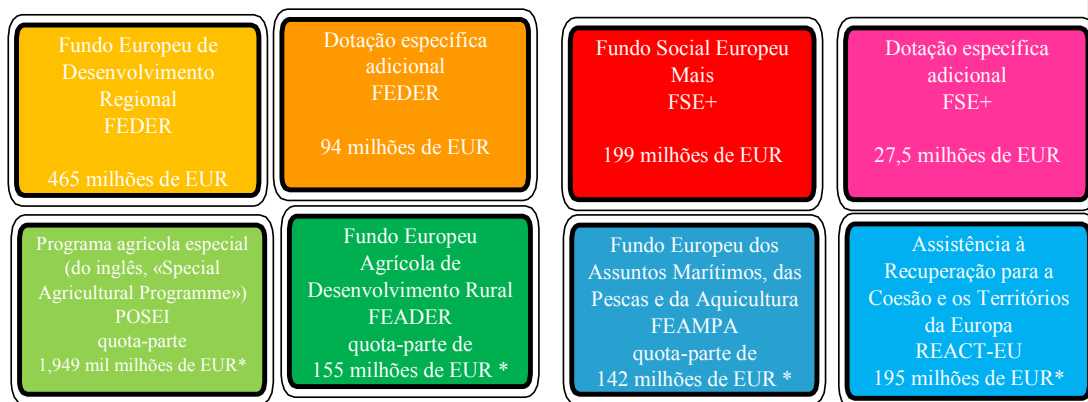 Fundo Europeu de
Desenvolvimento
Regional
FEDER
465 milhões de EUR
Dotação específica
adicional
FEDER
94 milhões de EUR
Fundo Social Europeu
Mais
FSE+
199 milhões de EUR
Dotação específica
adicional
FSE+
27,5 milhões de EUR
Programa agrícola especial
(do inglês, «Special
Agricultural Programme»)
POSEI
quota-parte
1,949 mil milhões de EUR*
Fundo Europeu
Agrícola de
Desenvolvimento Rural
FEADER
quota-parte de
155 milhões de EUR *
Fundo Europeu dos
Assuntos Marítimos, das
Pescas e da Aquicultura
FEAMPA
quota-parte de
142 milhões de EUR *
Assistência à
Recuperação para a
Coesão e os Territórios
da Europa
REACT-EU
195 milhões de EUR*